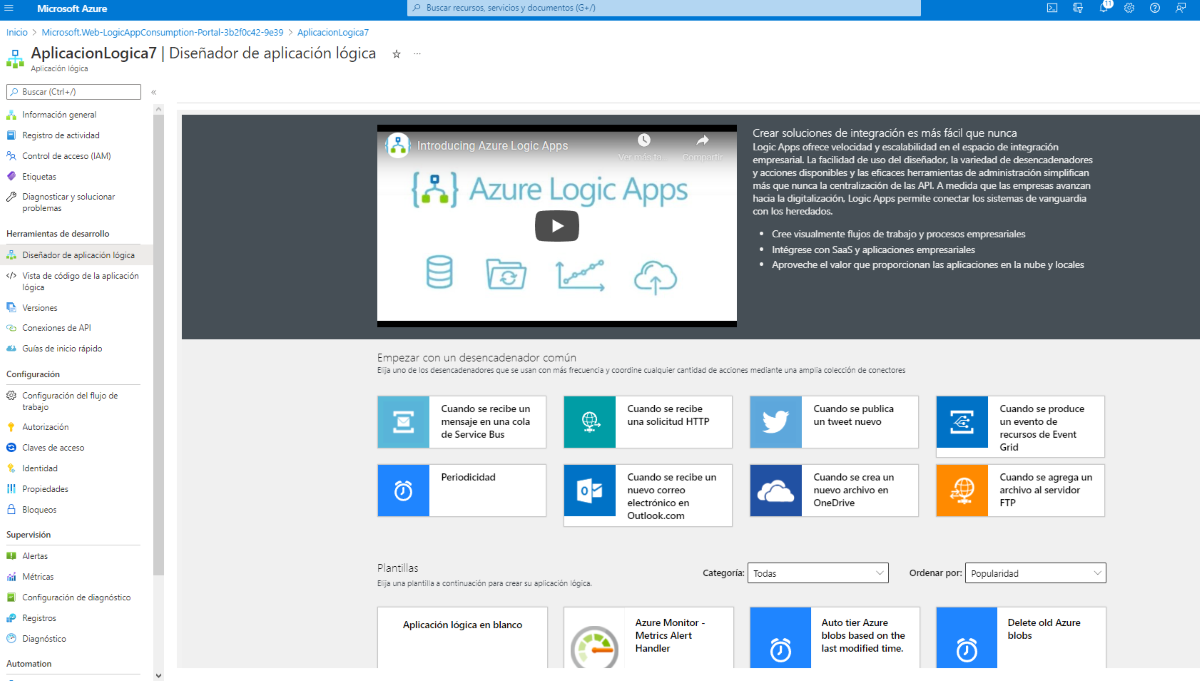 Microsoft Azure
Buscar recursos, servicios y documentos (G+/)
11
Inicio > Microsoft.Web-LogicAppConsumption-Portal-3b2f0c42-9e39 > AplicacionLogica7
AplicacionLogica7 | Diseñador de aplicación lógica
Aplicación lógica
Buscar (Ctrl+/)
Información general
Registro de actividad
Control de acceso (IAM)
Etiquetas
Diagnosticar y solucionar
problemas
Herramientas de desarrollo
Diseñador de aplicación lógica
Vista de código de la aplicación
lógica
Versiones
Conexiones de API
Guías de inicio rápido
Configuración
Configuración del flujo de
trabajo
Autorización
Claves de acceso
Identidad
Propiedades
Bloqueos
Supervisión
Alertas
Métricas
Configuración de diagnóstico
Registros
Diagnóstico
Automation
Introducing Azure Logic Apps
Ver más ta...
Compartir
Azure Logic Apps
Crear soluciones de integración es más fácil que nunca
Logic Apps ofrece velocidad y escalabilidad en el espacio de integración
empresarial. La facilidad de uso del diseñador, la variedad de desencadenadores
y acciones disponibles y las eficaces herramientas de administración simplifican
más que nunca la centralización de las API. A medida que las empresas avanzan
hacia la digitalización, Logic Apps permite conectar los sistemas de vanguardia
con los heredados.
• Cree visualmente flujos de trabajo y procesos empresariales
• Intégrese con SaaS y aplicaciones empresariales
• Aproveche el valor que proporcionan las aplicaciones en la nube y locales
Empezar con un desencadenador común
Elija uno de los desencadenadores que se usan con más frecuencia y coordine cualquier cantidad de acciones mediante una amplia colección de conectores
Cuando se recibe un
mensaje en una cola
de Service Bus
Cuando se recibe
una solicitud HTTP
Cuando se publica
un tweet nuevo
Cuando se produce
un evento de
recursos de Event
Grid
Periodicidad
Cuando se recibe un
nuevo correo
electrónico en
Outlook.com
Cuando se crea un
nuevo archivo en
OneDrive
Cuando se agrega un
archivo al servidor
FTP
Plantillas
Elija una plantilla a continuación para crear su aplicación lógica.
Categoría: Todas
Ordenar por: Popularidad
Aplicación lógica en blanco
Azure Monitor -
Metrics Alert
Handler
Auto tier Azure
blobs based on the
last modified time.
Delete old Azure
blobs